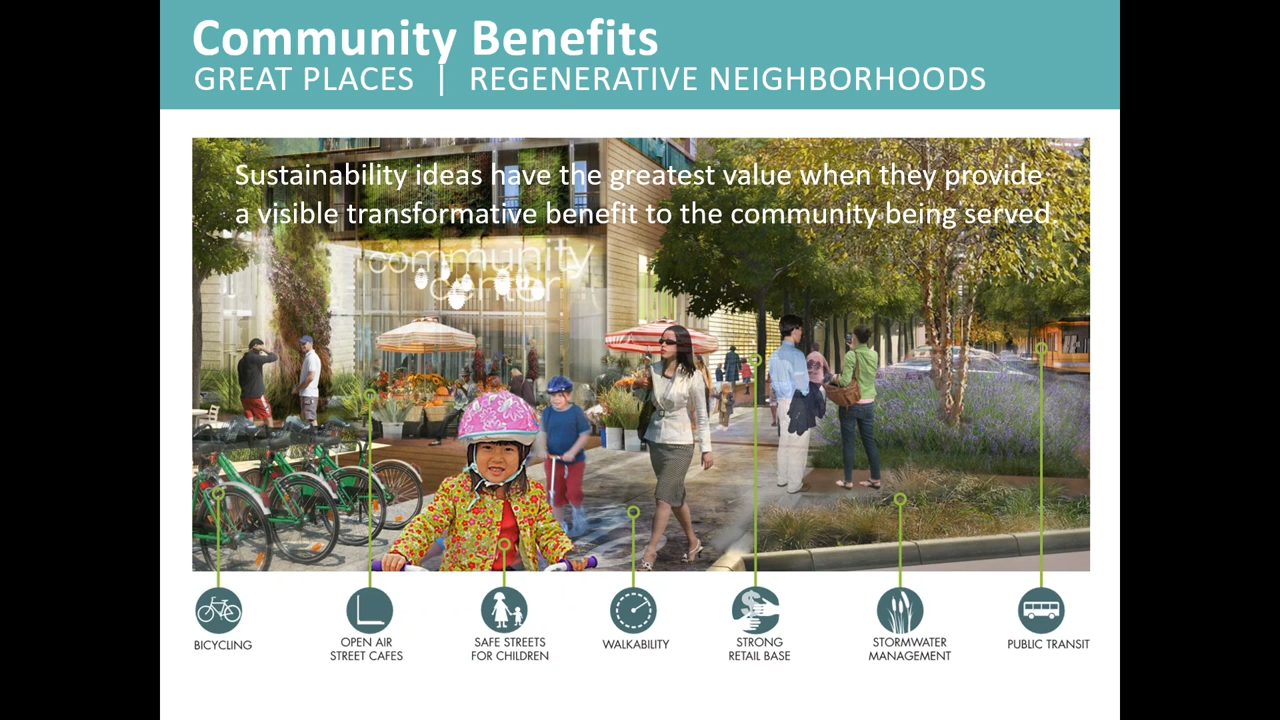 Community Benefits
GREAT PLACES | REGENERATIVE NEIGHBORHOODS
Sustainability ideas have the greatest value when they provide
a visible transformative benefit to the community being served.
community
center
BICYCLING
OPEN AIR
STREET CAFES
SAFE STREETS
FOR CHILDREN
WALKABILITY
STRONG
RETAIL BASE
STORMWATER
MANAGEMENT
PUBLIC TRANSIT